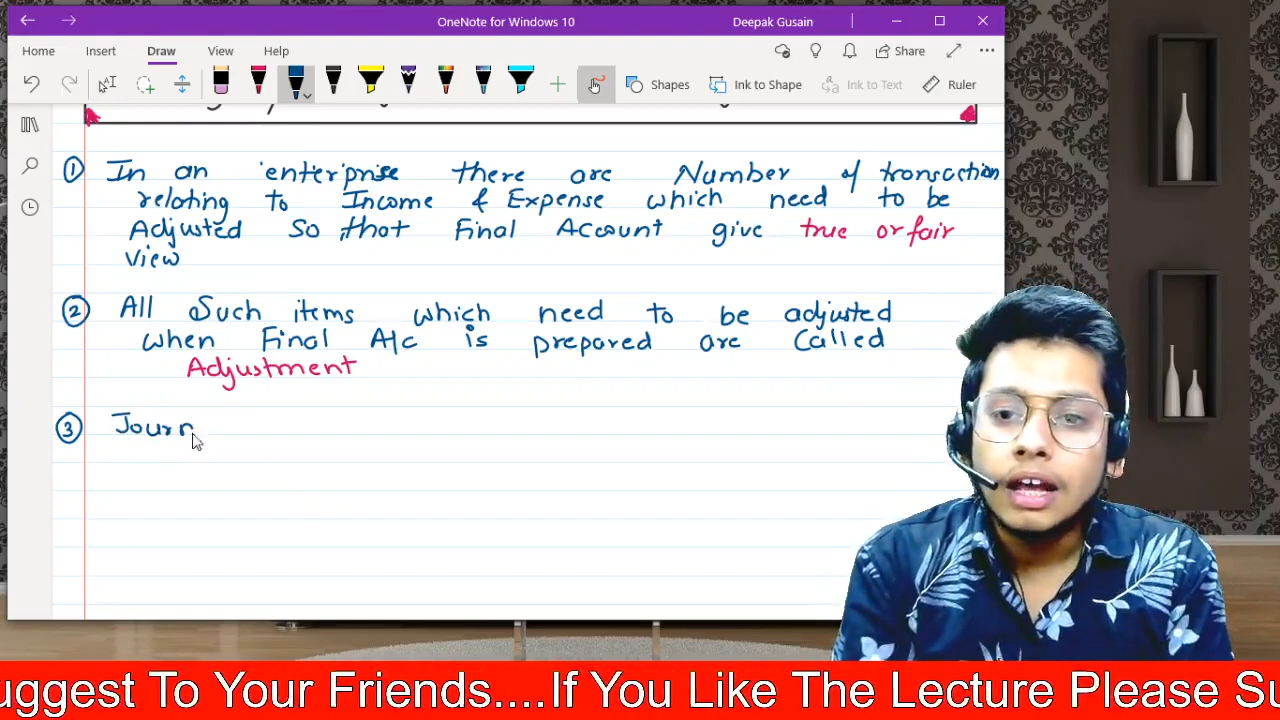 OneNote for Windows 10
Deepak Gusain
Home Insert Draw View Help
Share
Shapes Ink to Shape Ink to Text Ruler
① In an enterprise there are Number of transaction
relating to Income & Expense which need to be
Adjusted So that Final Account give true or fair
view
② All Such items which need to be adjusted
when Final A/c is prepared are Called
Adjustment
③ Journ
uggest To Your Friends....If You Like The Lecture Please Su